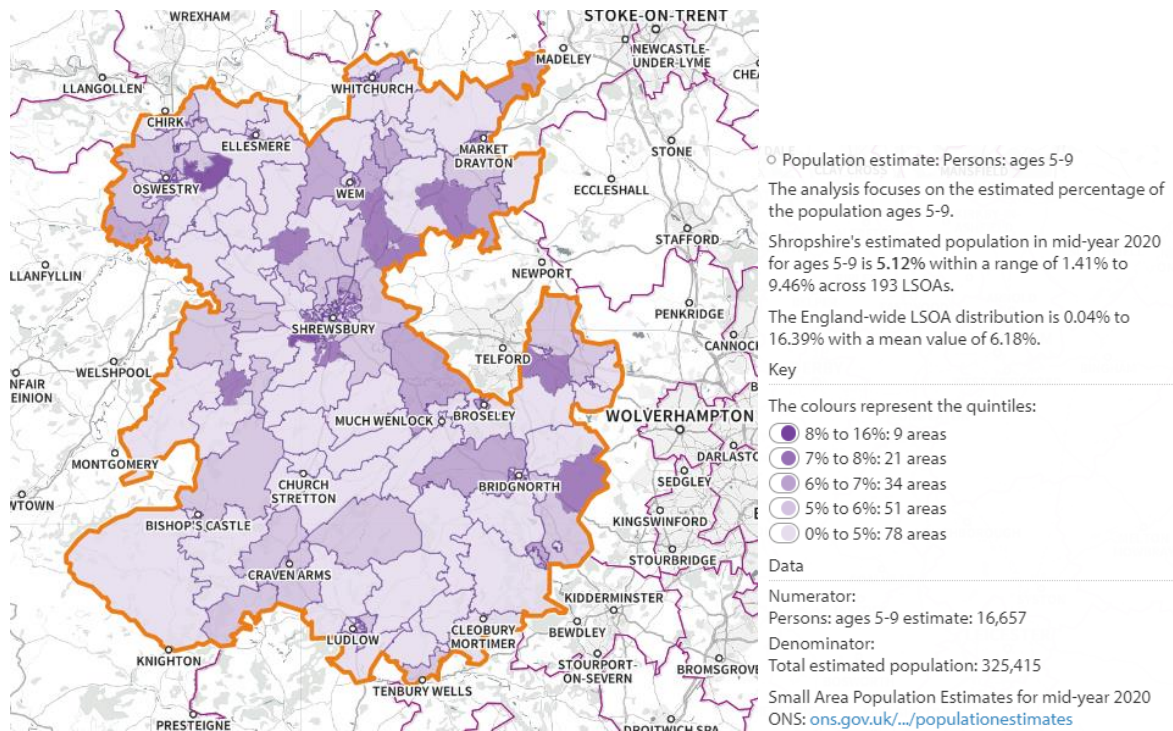 WREXHAM
STOKE-ON-TRENT
NEWCASTLE-
UNDER-LYME
MADELEY
LLANGOLLEN
WHITCHURCH
CHIRK
ELLESMERE
MARKET
DRAYTON
STONE
OSWESTRY
WEM
ECCLESHALL
STAFFORD
LLANFYLLIN
NEWPORT
PENKRIDGE
SHREWSBURY
TELFORD
CANNOCK
WELSHPOOL
NFAIR
EINION
MUCH WENLOCK
BROSELEY
WOLVERHAMPTON
DARLASTO
MONTGOMERY
CHURCH
STRETTON
BRIDGNORTH
SEDGLEY
WTOWN
BISHOP'S CASTLE
KINGSWINFORD
STOURBRIDGE
CRAVEN ARMS
KIDDERMINSTER
LUDLOW
CLEOBURY
MORTIMER
BEWDLEY
KNIGHTON
STOURPORT-
ON-SEVERN
BROMSGROVE
TENBURY WELLS
PRESTEIGNE
DROITWICH SPA
Population estimate: Persons: ages 5-9
The analysis focuses on the estimated percentage of
the population ages 5-9.
Shropshire's estimated population in mid-year 2020
for ages 5-9 is 5.12% within a range of 1.41% to
9.46% across 193 LSOAs.
The England-wide LSOA distribution is 0.04% to
16.39% with a mean value of 6.18%.
Key
The colours represent the quintiles:
8% to 16%: 9 areas
7% to 8%: 21 areas
6% to 7%: 34 areas
5% to 6%: 51 areas
0% to 5%: 78 areas
Data
Numerator:
Persons: ages 5-9 estimate: 16,657
Denominator:
Total estimated population: 325,415
Small Area Population Estimates for mid-year 2020
ONS: ons.gov.uk/.../populationestimates